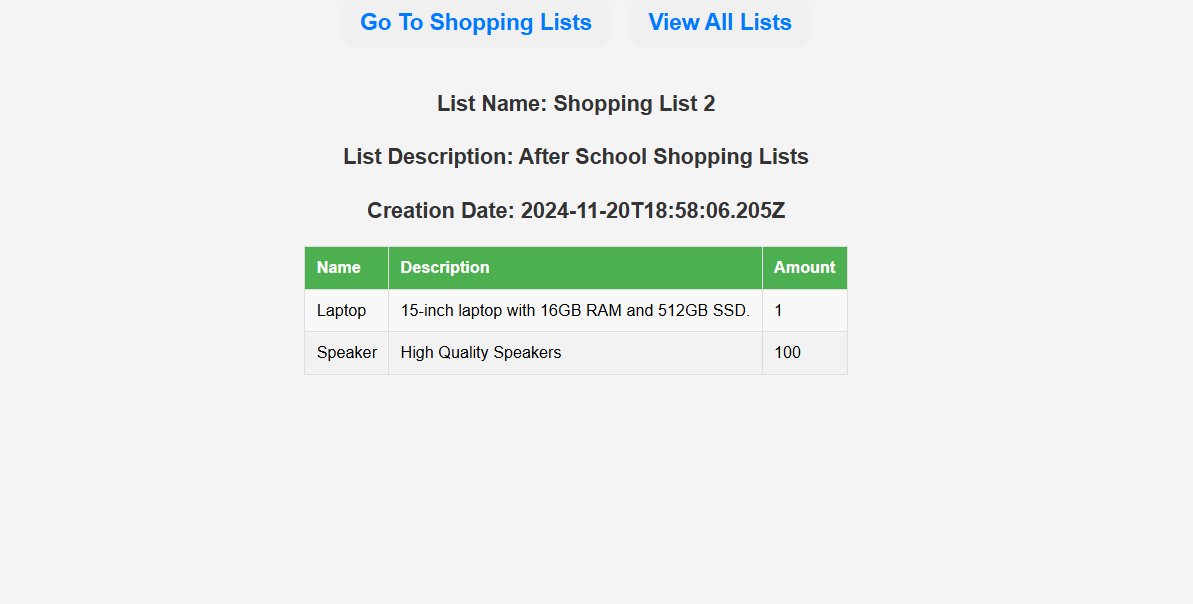 Go To Shopping Lists View All Lists
List Name: Shopping List 2
List Description: After School Shopping Lists
Creation Date: 2024-11-20T18:58:06.205Z
Name Description Amount
Laptop 15-inch laptop with 16GB RAM and 512GB SSD. 1
Speaker High Quality Speakers 100